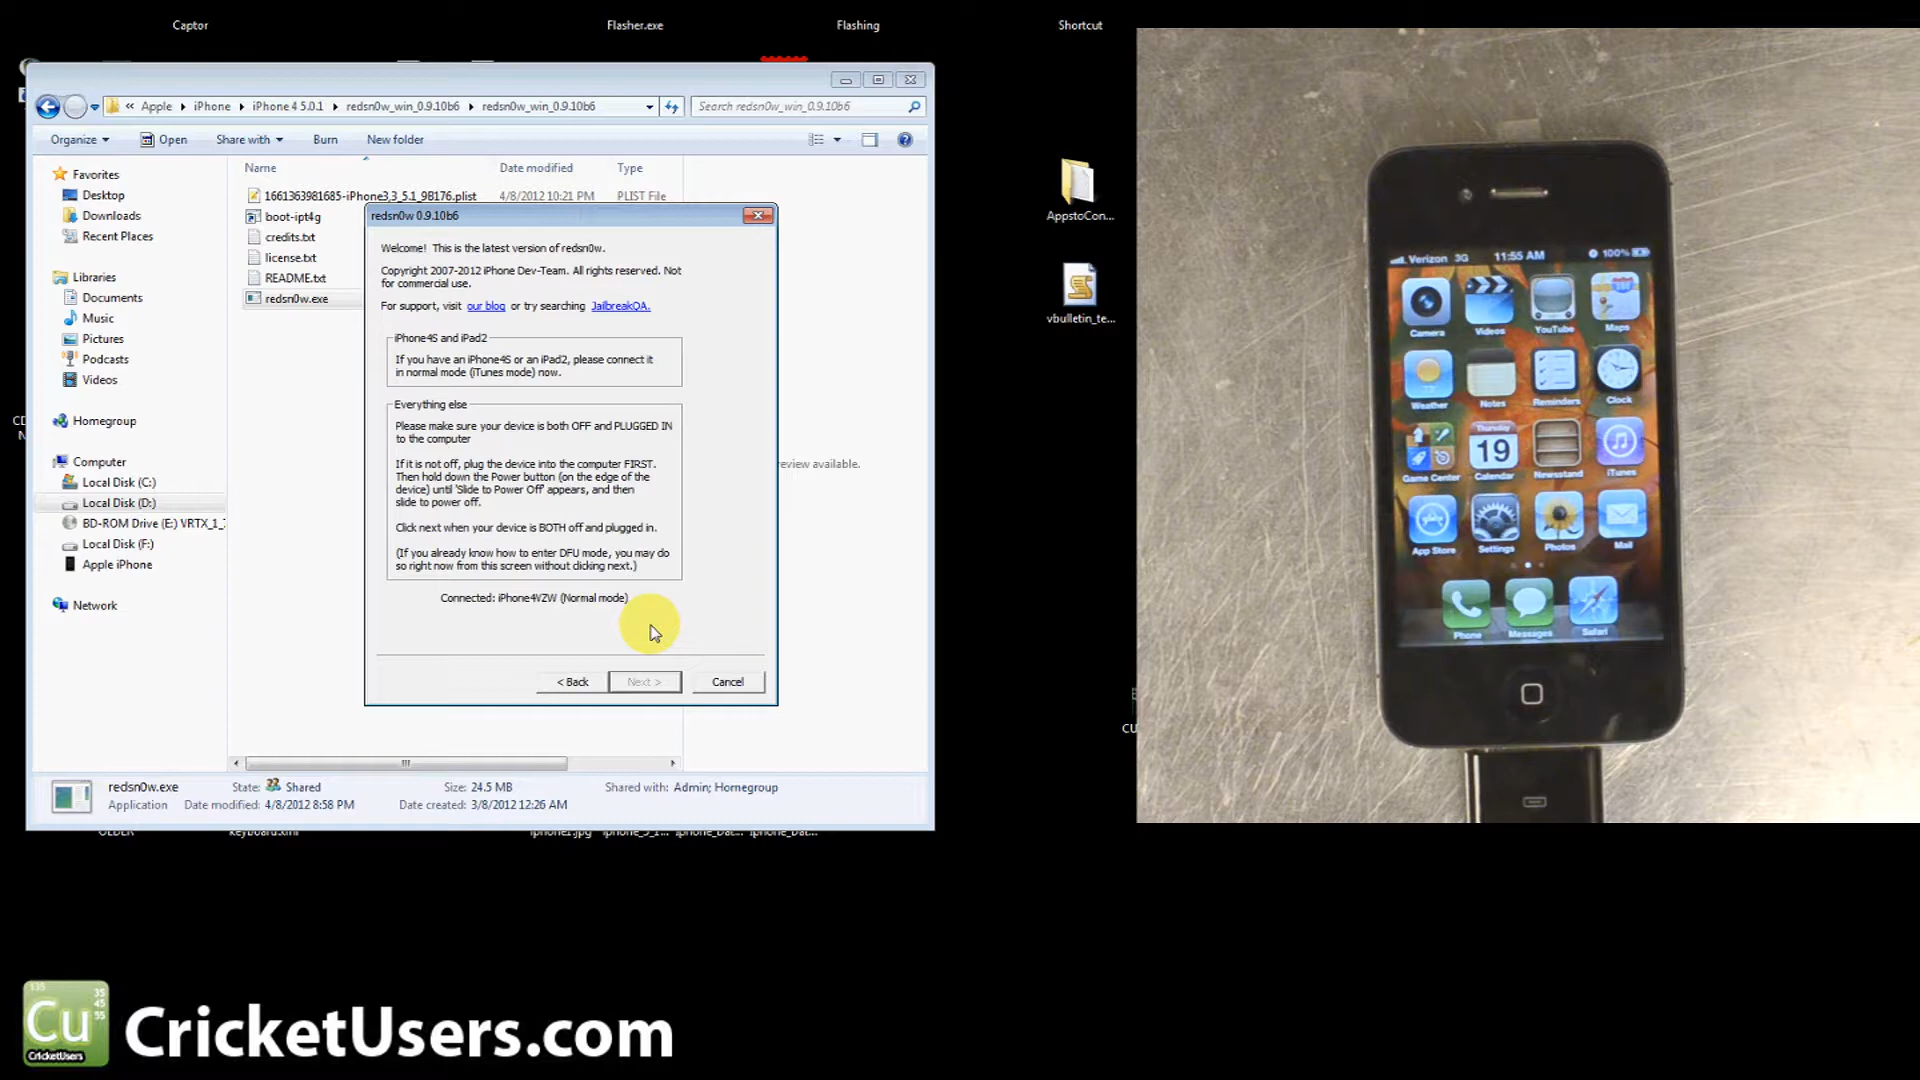 Captor
Flasher.exe
Flashing
Shortcut
« Apple ▸ iPhone ▸ iPhone 4 5.0.1 ▸ redsn0w_win_0.9.10b6 ▸ redsn0w_win_0.9.10b6
Search redsn0w_win_0.9.10b6
Organize
Open
Share with
Burn
New folder
Name
Date modified
Type
Favorites
Desktop
Downloads
Recent Places
Libraries
Documents
Music
Pictures
Podcasts
Videos
Homegroup
Computer
Local Disk (C:)
Local Disk (D:)
BD-ROM Drive (E:) VRTX_1_
Local Disk (F:)
Apple iPhone
Network
1661363981685-iPhone3,3_5.1_9B176.plist 4/8/2012 10:21 PM PLIST File
boot-ipt4g
credits.txt
license.txt
README.txt
redsn0w.exe
redsn0w 0.9.10b6
Welcome! This is the latest version of redsn0w.
Copyright 2007-2012 iPhone Dev-Team. All rights reserved. Not
for commercial use.
For support, visit our blog or try searching JailbreakQA.
iPhone4S and iPad2
If you have an iPhone4S or an iPad2, please connect it
in normal mode (iTunes mode) now.
Everything else
Please make sure your device is both OFF and PLUGGED IN
to the computer
If it is not off, plug the device into the computer FIRST.
Then hold down the Power button (on the edge of the
device) until 'Slide to Power Off' appears, and then
slide to power off.
Click next when your device is BOTH off and plugged in.
(If you already know how to enter DFU mode, you may do
so right now from this screen without clicking next.)
Connected: iPhone4VZW (Normal mode)
< Back
Next >
Cancel
review available.
redsn0w.exe State: Shared Size: 24.5 MB Shared with: Admin; Homegroup
Application Date modified: 4/8/2012 8:58 PM Date created: 3/8/2012 12:26 AM
OLDER
keyboard.xml
AppstoCon...
vbulletin_te...
CU
Verizon 3G 11:55 AM 100%
Camera Videos YouTube Maps
Weather Notes Reminders Clock
Thursday
19
Game Center Calendar Newsstand iTunes
App Store Settings Photos Mail
Phone Messages Safari
Cu
35
45
55
CricketUsers
CricketUsers.com